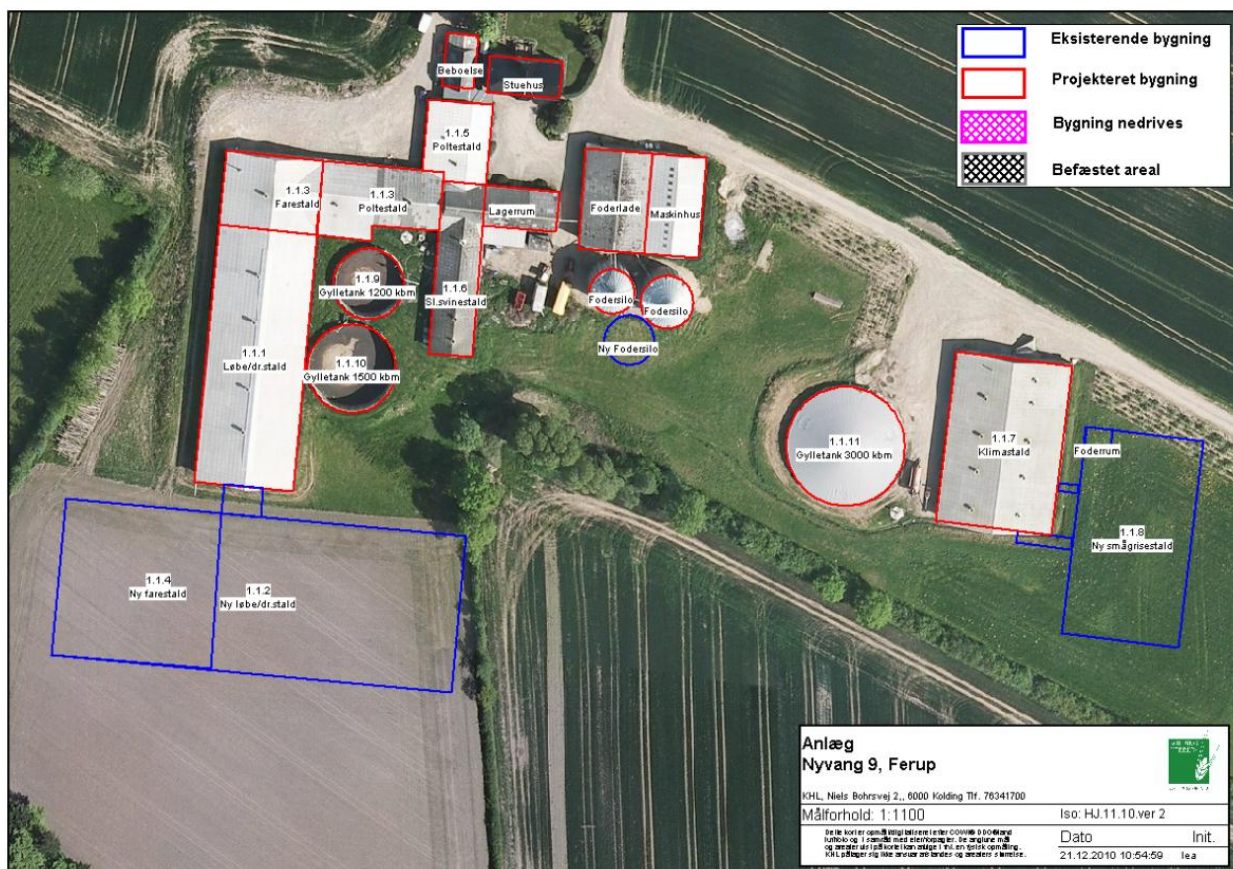 Eksisterende bygning
Projekteret bygning
Bygning nedrives
Befæstet areal
Beboelse
Stuehus
1.1.5
Poltestald
1.1.3
Farestald
1.1.3
Poltestald
Lagerrum
Foderlade
Maskinhus
1.1.9
Gylletank 1200 kbm
1.1.6
Sl.svinestald
Fodersilo
Fodersilo
Ny Fodersilo
1.1.1
Løbe/dr.stald
1.1.10
Gylletank 1500 kbm
1.1.11
Gylletank 3000 kbm
1.1.7
Klimastald
Foderrum
1.1.8
Ny smågrisestald
1.1.4
Ny farestald
1.1.2
Ny løbe/dr.stald
Anlæg
Nyvang 9, Ferup
KHL, Niels Bohrsvej 2,, 6000 Kolding Tlf. 76341700
Målforhold: 1:1100
Iso: HJ.11.10.ver 2
Dato
Init.
21.12.2010 10:54:59
lea